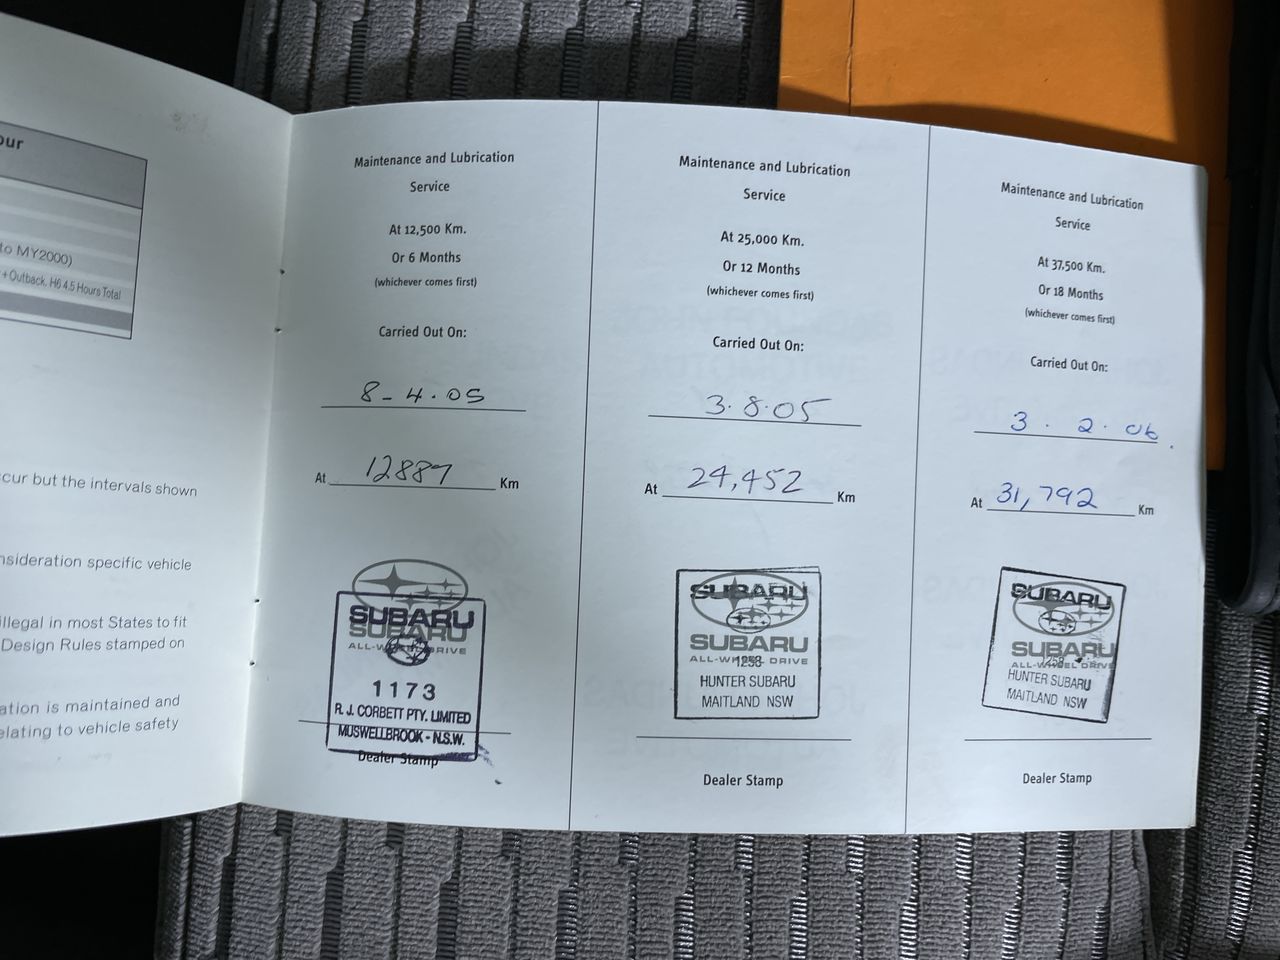 our
to MY2000)
+ Outback. H6 4.5 Hours Total
cur but the intervals shown
nsideration specific vehicle
illegal in most States to fit
Design Rules stamped on
ation is maintained and
elating to vehicle safety
Maintenance and Lubrication
Service
At 12,500 Km.
Or 6 Months
(whichever comes first)
Carried Out On:
8-4.05
At 12887 Km
SUBARU
SUBARU
ALL-WHEEL DRIVE
1173
R. J. CORBETT PTY. LIMITED
MUSWELLBROOK - N.S.W.
Dealer Stamp
Maintenance and Lubrication
Service
At 25,000 Km.
Or 12 Months
(whichever comes first)
Carried Out On:
3.8.05
At 24,452 Km
SUBARU
SUBARU
ALL-WHEEL DRIVE
1258
HUNTER SUBARU
MAITLAND NSW
Dealer Stamp
Maintenance and Lubrication
Service
At 37,500 Km.
Or 18 Months
(whichever comes first)
Carried Out On:
3.2.06.
At 31,792 Km
SUBARU
SUBARU
ALL-WHEEL DRIVE
1258
HUNTER SUBARU
MAITLAND NSW
Dealer Stamp